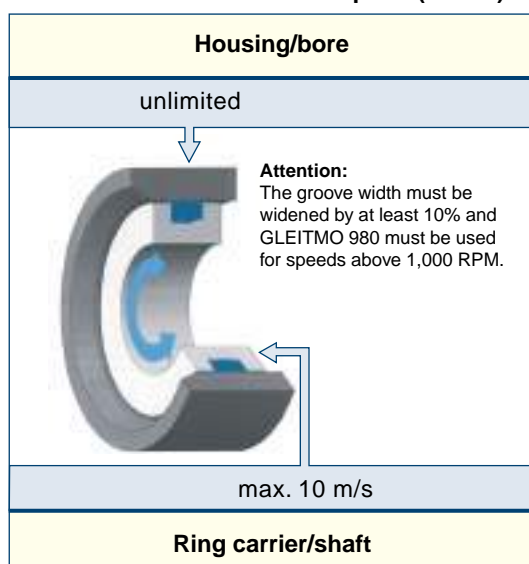 Housing/bore
unlimited
Attention:
The groove width must be
widened by at least 10% and
GLEITMO 980 must be used
for speeds above 1,000 RPM.
max. 10 m/s
Ring carrier/shaft